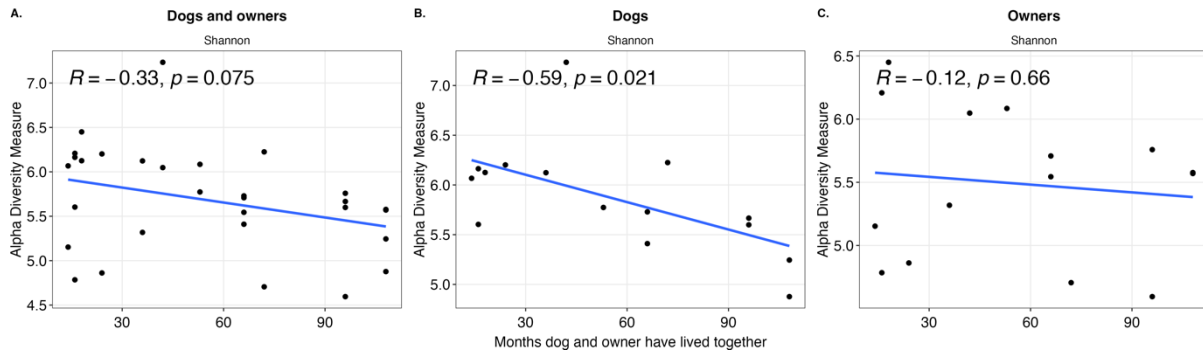 A.
Dogs and owners
Shannon
R = −0.33, p = 0.075
Alpha Diversity Measure
7.0
6.5
6.0
5.5
5.0
4.5
30
60
90
B.
Dogs
Shannon
R = −0.59, p = 0.021
Alpha Diversity Measure
7.0
6.5
6.0
5.5
5.0
30
60
90
Months dog and owner have lived together
C.
Owners
Shannon
R = −0.12, p = 0.66
Alpha Diversity Measure
6.5
6.0
5.5
5.0
30
60
90